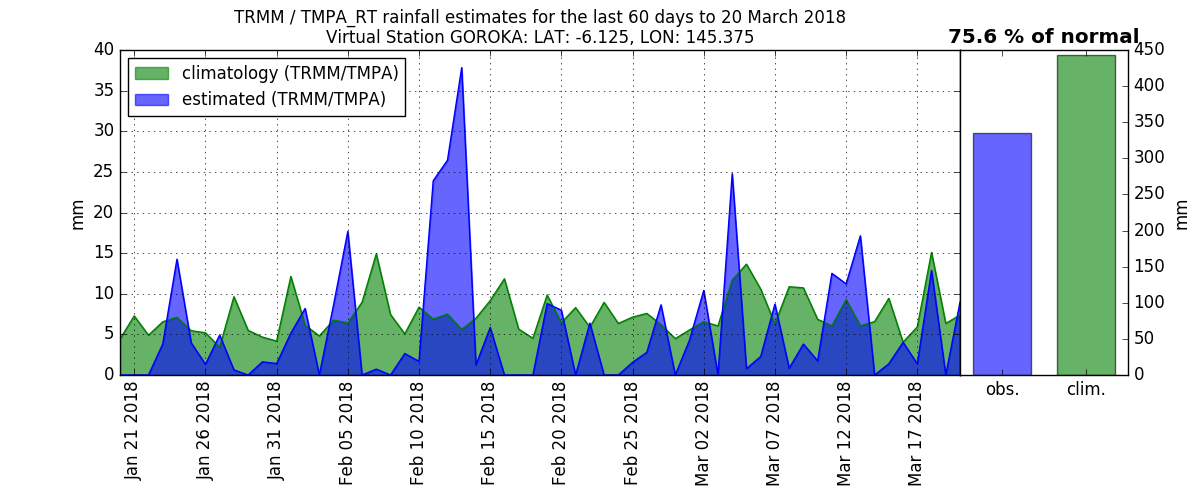 TRMM / TMPA_RT rainfall estimates for the last 60 days to 20 March 2018
Virtual Station GOROKA: LAT: -6.125, LON: 145.375
75.6 % of normal
climatology (TRMM/TMPA)
estimated (TRMM/TMPA)
40
35
30
25
20
15
10
5
0
mm
450
400
350
300
250
200
150
100
50
0
mm
Jan 21 2018
Jan 26 2018
Jan 31 2018
Feb 05 2018
Feb 10 2018
Feb 15 2018
Feb 20 2018
Feb 25 2018
Mar 02 2018
Mar 07 2018
Mar 12 2018
Mar 17 2018
obs.
clim.